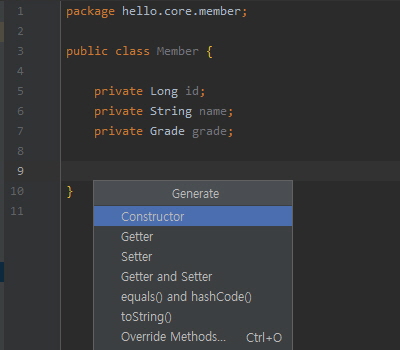 1 package hello.core.member;
2
3 public class Member {
4
5 private Long id;
6 private String name;
7 private Grade grade;
8
9
10 }
11
Generate
Constructor
Getter
Setter
Getter and Setter
equals() and hashCode()
toString()
Override Methods... Ctrl+O